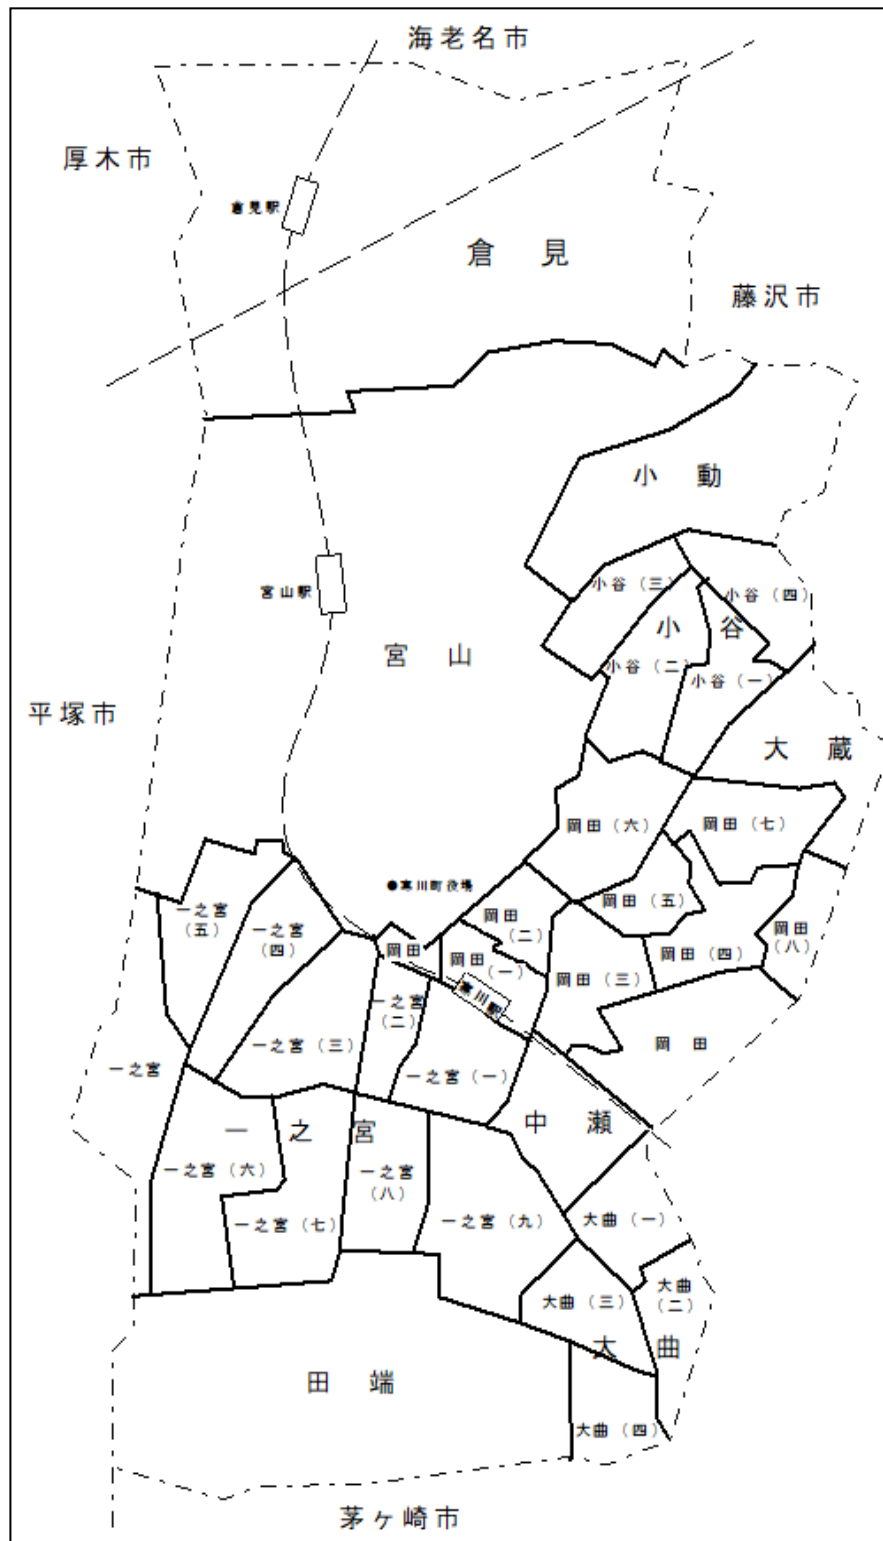 海老名市
厚木市
倉見駅
倉見
藤沢市
小動
小谷（三）
小谷（四）
宮山駅
小谷
宮山
小谷（二）
小谷（一）
平塚市
大蔵
岡田（六）
岡田（七）
●寒川町役場
岡田（五）
一之宮
（五）
一之宮
（四）
岡田
（二）
岡田
岡田（一）
岡田（三）
岡田（四）
岡田
（八）
寒川駅
一之宮
（二）
一之宮（三）
岡田
一之宮
一之宮（一）
中瀬
一之宮
一之宮（六）
一之宮
（八）
一之宮（七）
一之宮（九）
大曲（一）
大曲
（二）
大曲（三）
大曲
田端
大曲（四）
茅ヶ崎市